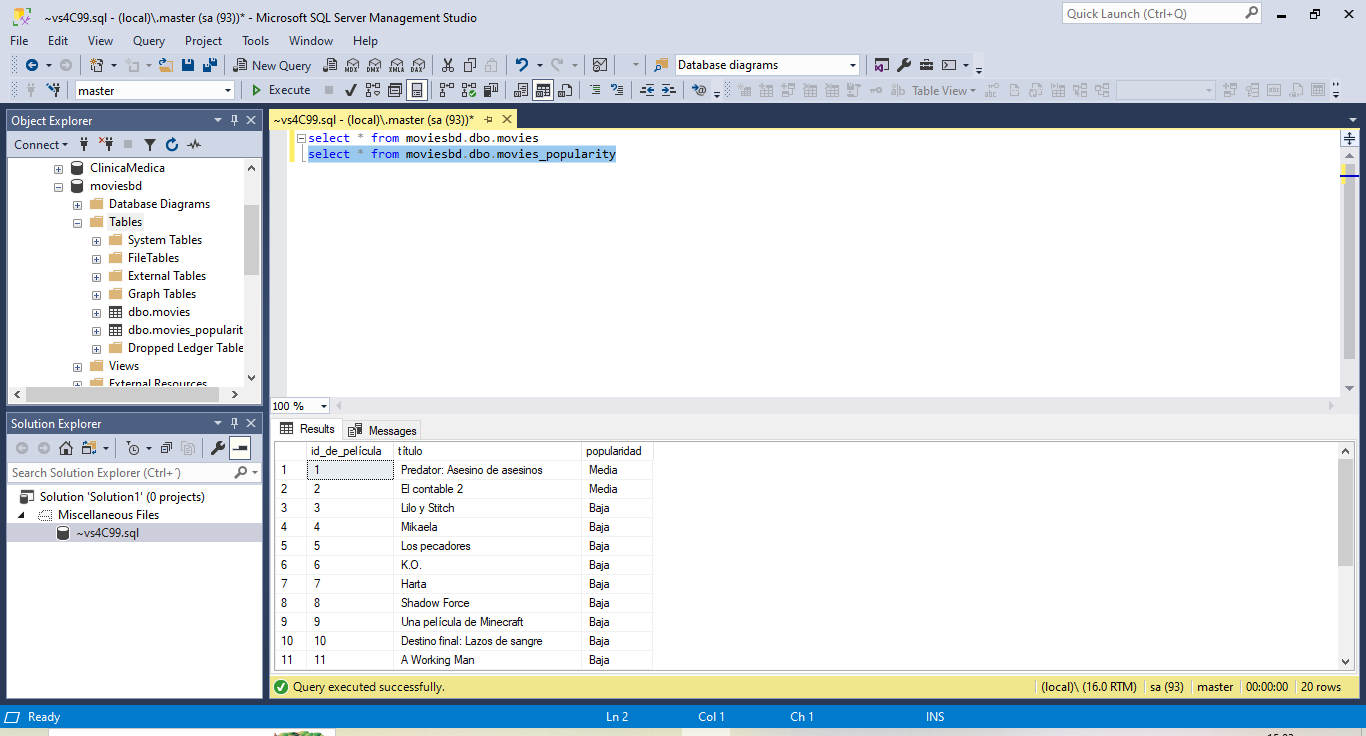 ~vs4C99.sql - (local)\.master (sa (93))* - Microsoft SQL Server Management Studio
Quick Launch (Ctrl+Q)
File Edit View Query Project Tools Window Help
New Query MDX DMX XMLA DAX Database diagrams
master Execute Table View
Object Explorer
Connect
ClinicaMedica
moviesbd
Database Diagrams
Tables
System Tables
FileTables
External Tables
Graph Tables
dbo.movies
dbo.movies_popularit
Dropped Ledger Table
Views
External Resources
~vs4C99.sql - (local)\.master (sa (93))*
select * from moviesbd.dbo.movies
select * from moviesbd.dbo.movies_popularity
100 %
Solution Explorer
Search Solution Explorer (Ctrl+´)
Solution 'Solution1' (0 projects)
Miscellaneous Files
~vs4C99.sql
Results Messages
id_de_película título popularidad
1 1 Predator: Asesino de asesinos Media
2 2 El contable 2 Media
3 3 Lilo y Stitch Baja
4 4 Mikaela Baja
5 5 Los pecadores Baja
6 6 K.O. Baja
7 7 Harta Baja
8 8 Shadow Force Baja
9 9 Una película de Minecraft Baja
10 10 Destino final: Lazos de sangre Baja
11 11 A Working Man Baja
Query executed successfully. (local)\ (16.0 RTM) sa (93) master 00:00:00 20 rows
Ready Ln 2 Col 1 Ch 1 INS